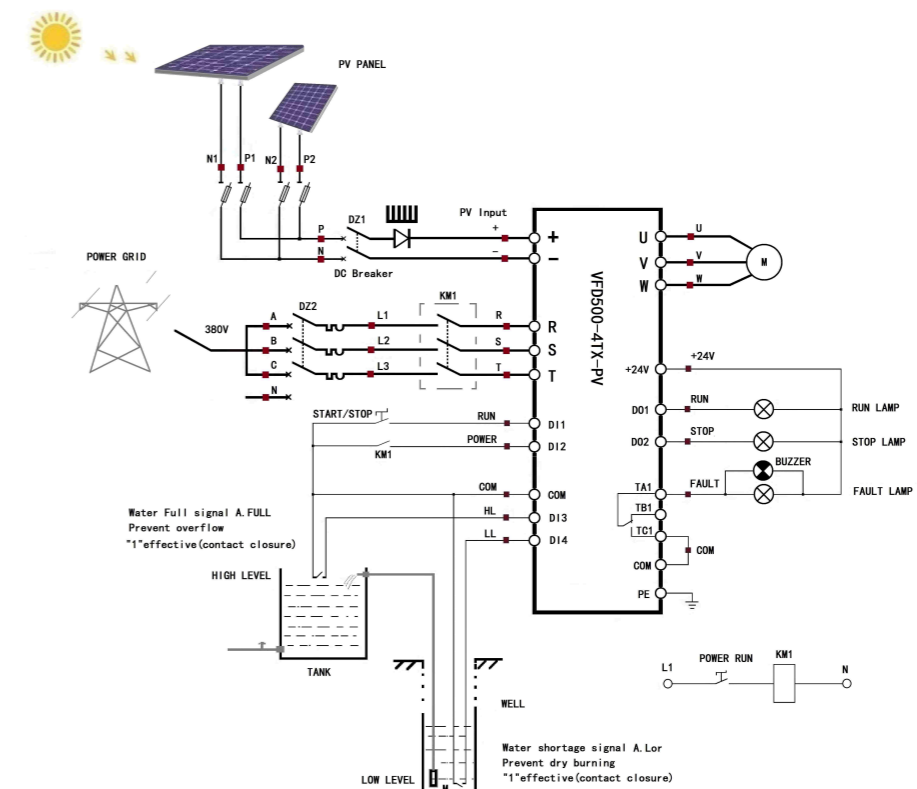 PV PANEL
N1
P1
N2
P2
P
DZ1
PV Input
+
+
U
U
N
-
-
V
V
M
DC Breaker
W
W
POWER GRID
VFD500-4TX-PV
KM1
DZ2
380V
A
L1
R
R
B
L2
S
S
C
L3
T
T
N
+24V
+24V
START/STOP
RUN
DI1
DO1
RUN
RUN LAMP
KM1
POWER
DI2
DO2
STOP
STOP LAMP
BUZZER
COM
COM
TA1
FAULT
FAULT LAMP
Water Full signal A.FULL
Prevent overflow
"1"effective(contact closure)
HL
DI3
TB1
LL
DI4
TC1
COM
COM
HIGH LEVEL
PE
TANK
L1
POWER RUN
KM1
N
WELL
Water shortage signal A.Lor
Prevent dry burning
"1"effective(contact closure)
LOW LEVEL